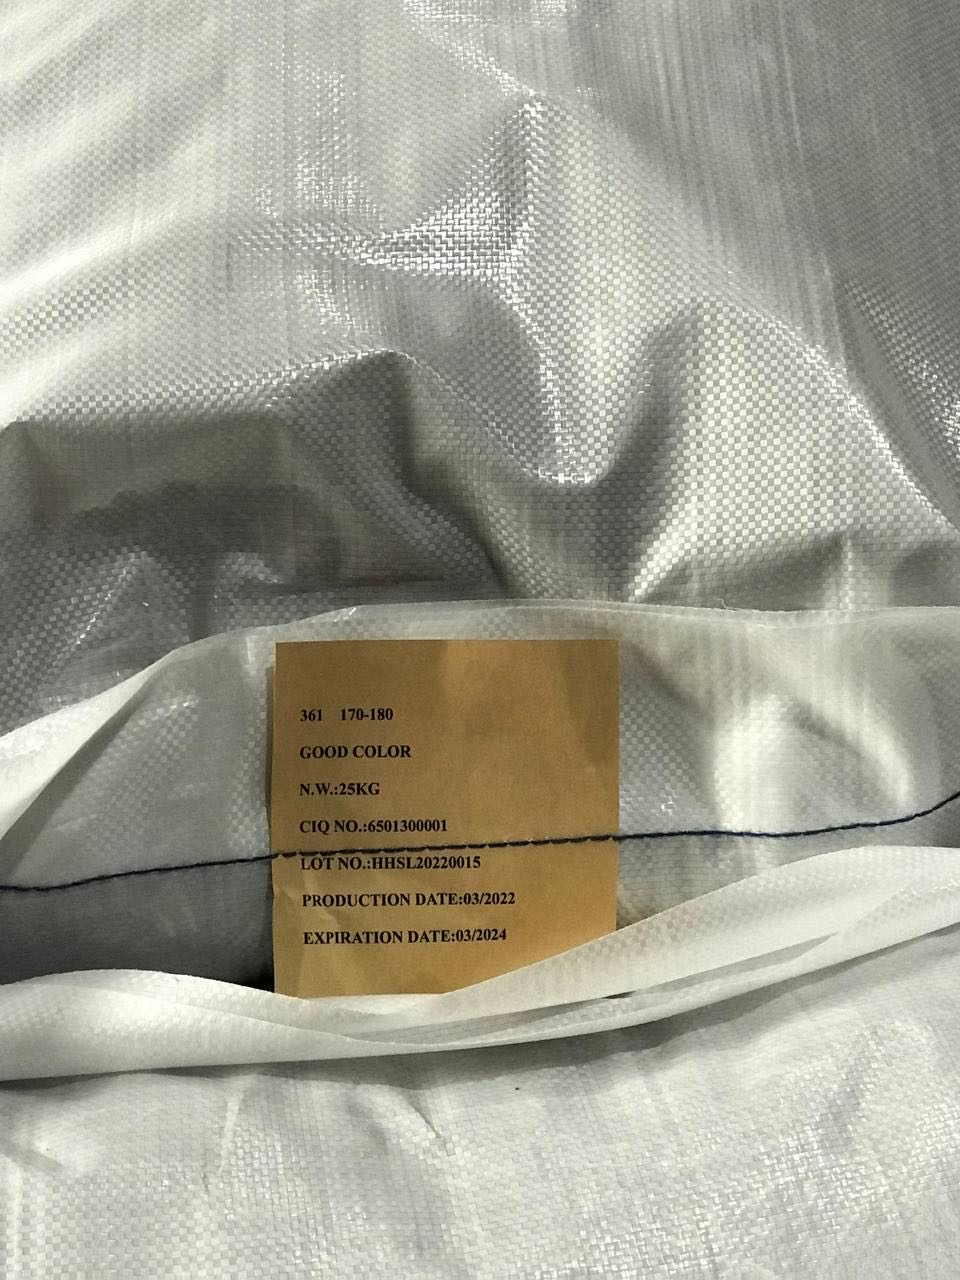 361 170-180
GOOD COLOR
N.W.:25KG
CIQ NO.:6501300001
LOT NO.:HHSL20220015
PRODUCTION DATE:03/2022
EXPIRATION DATE:03/2024